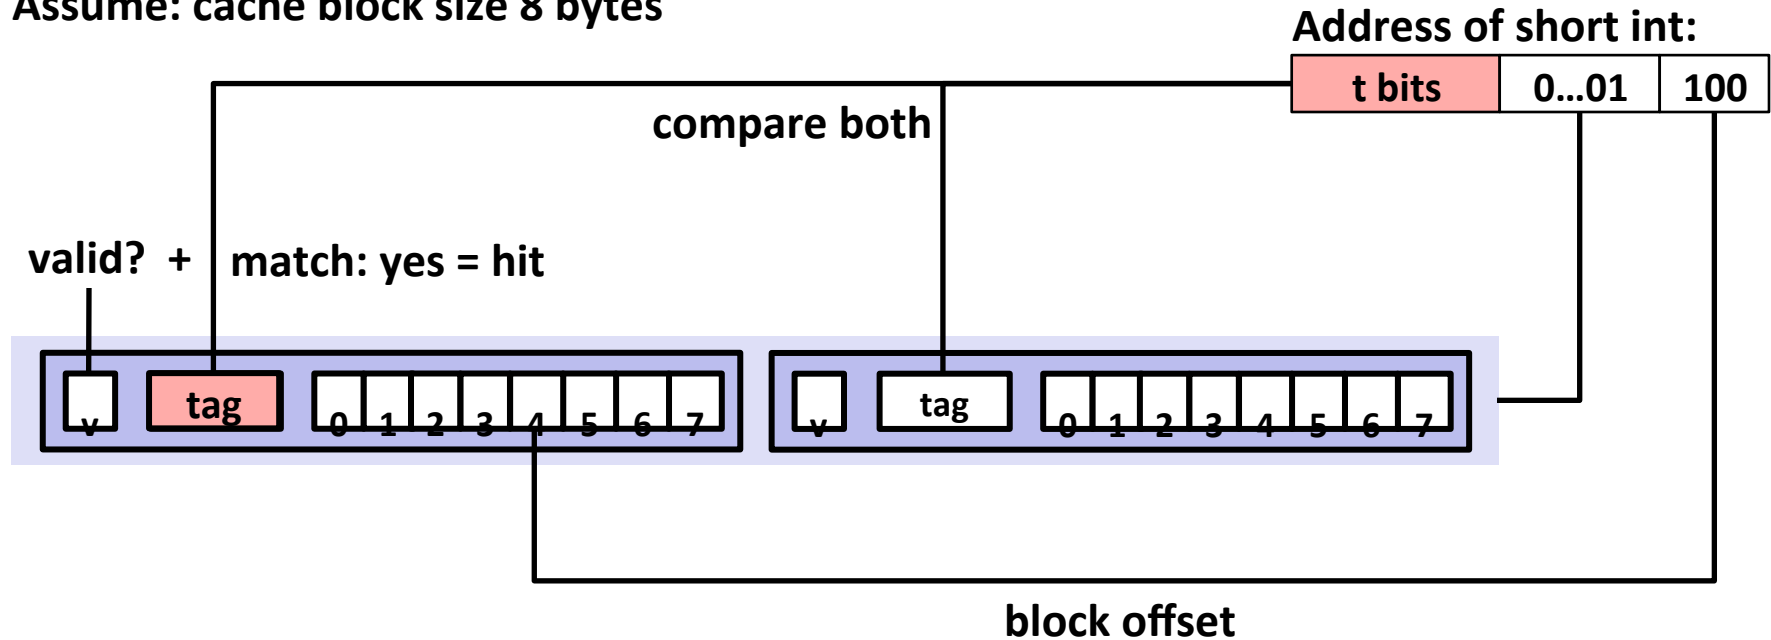 Assume: cache block size 8 bytes
Address of short int:
t bits 0…01 100
compare both
valid? + match: yes = hit
v tag 0 1 2 3 4 5 6 7 v tag 0 1 2 3 4 5 6 7
block offset